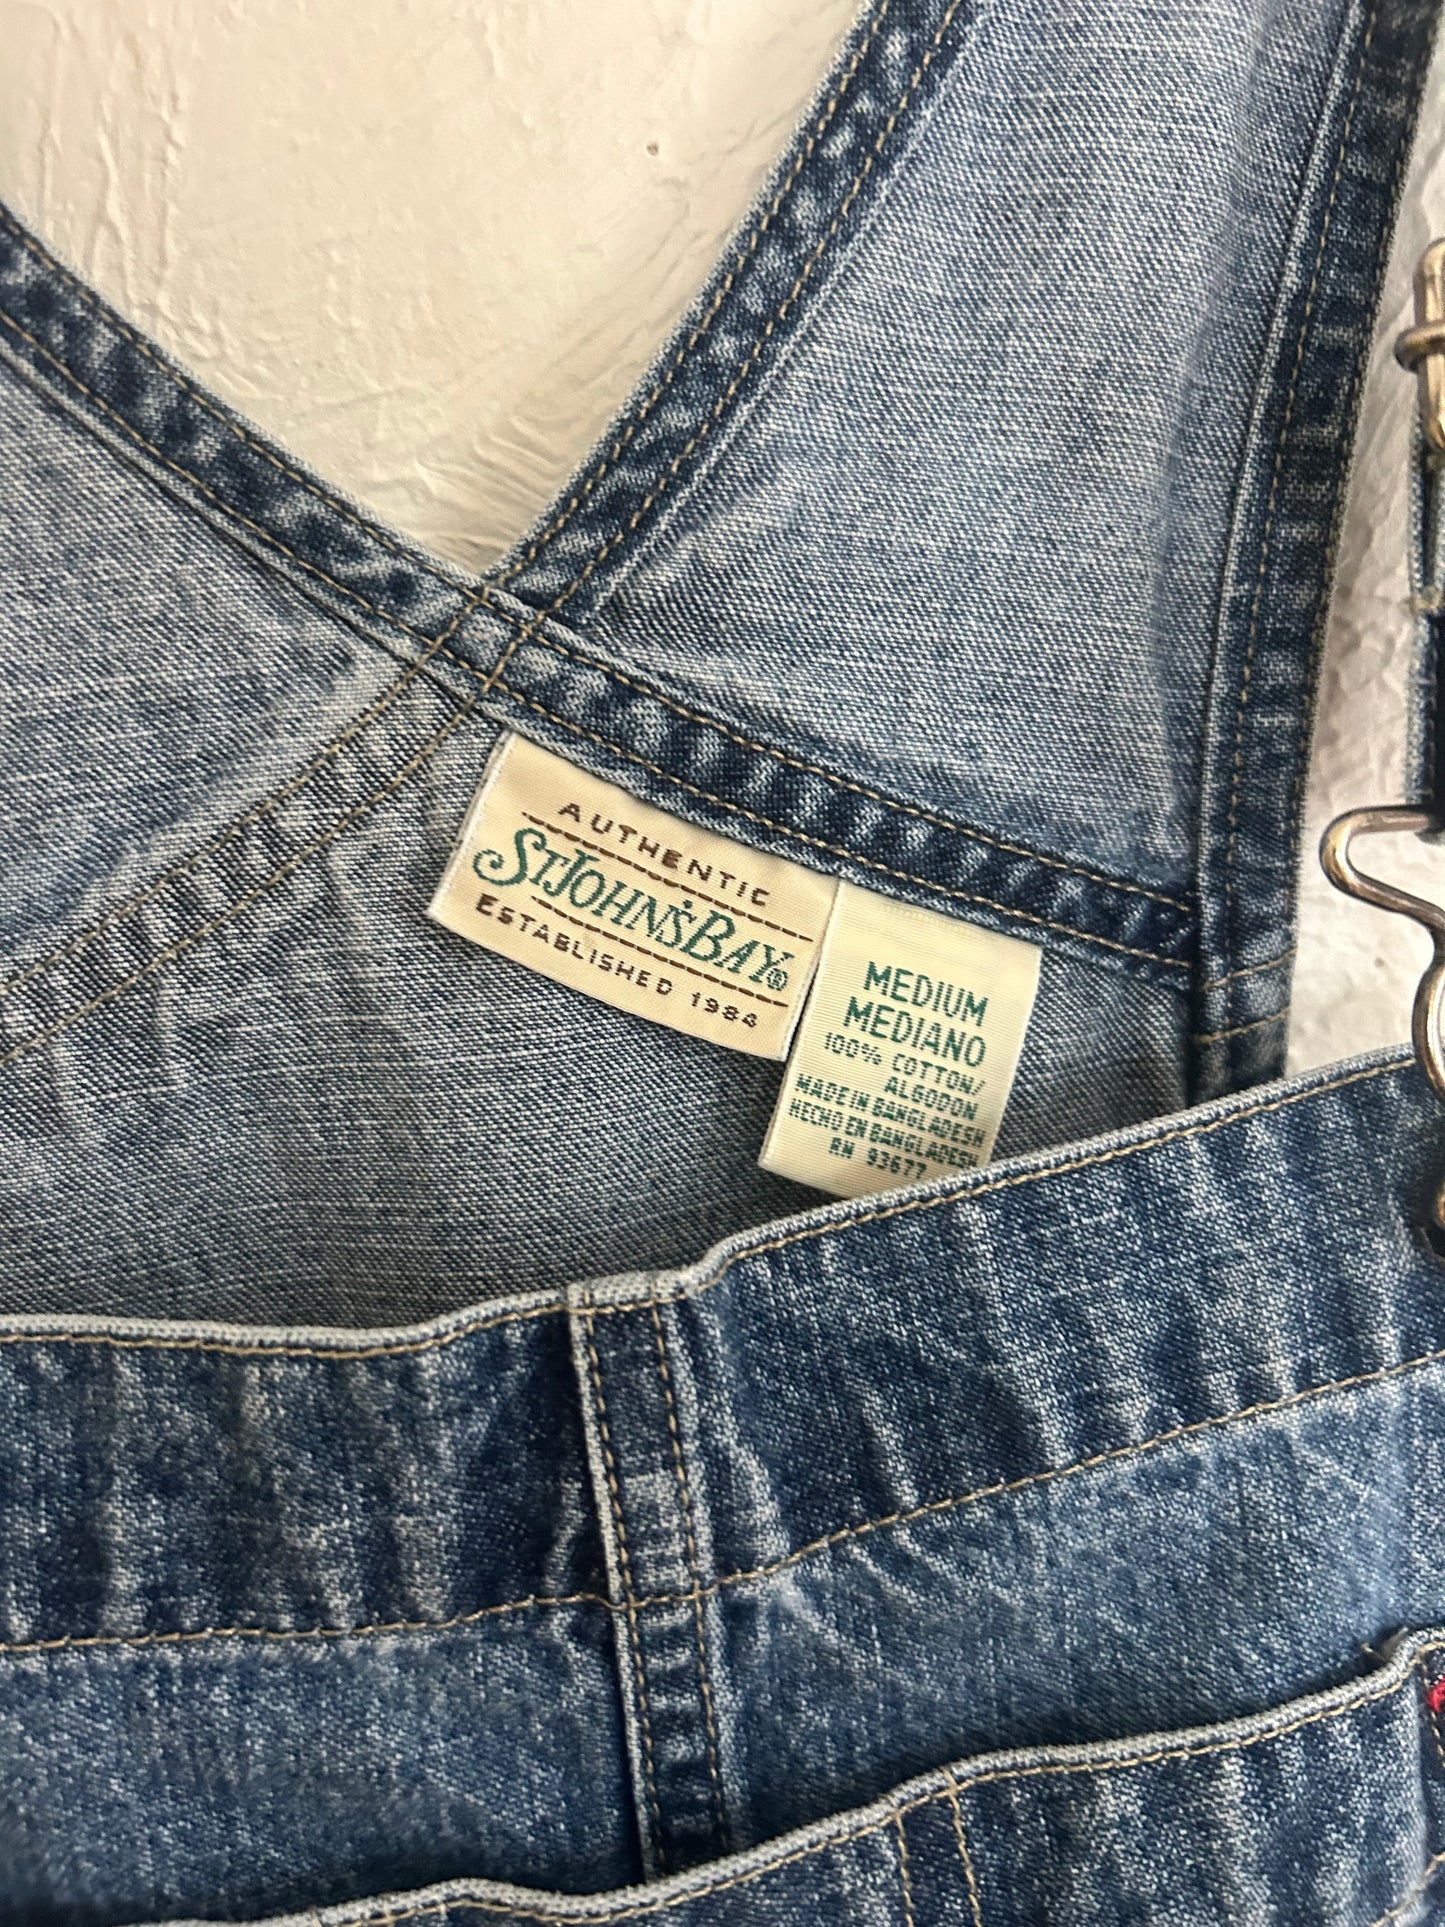 AUTHENTIC
ST. JOHN'S BAY®
ESTABLISHED 1984
MEDIUM
MEDIANO
100% COTTON/
ALGODON
MADE IN BANGLADESH
HECHO EN BANGLADESH
RN 93677